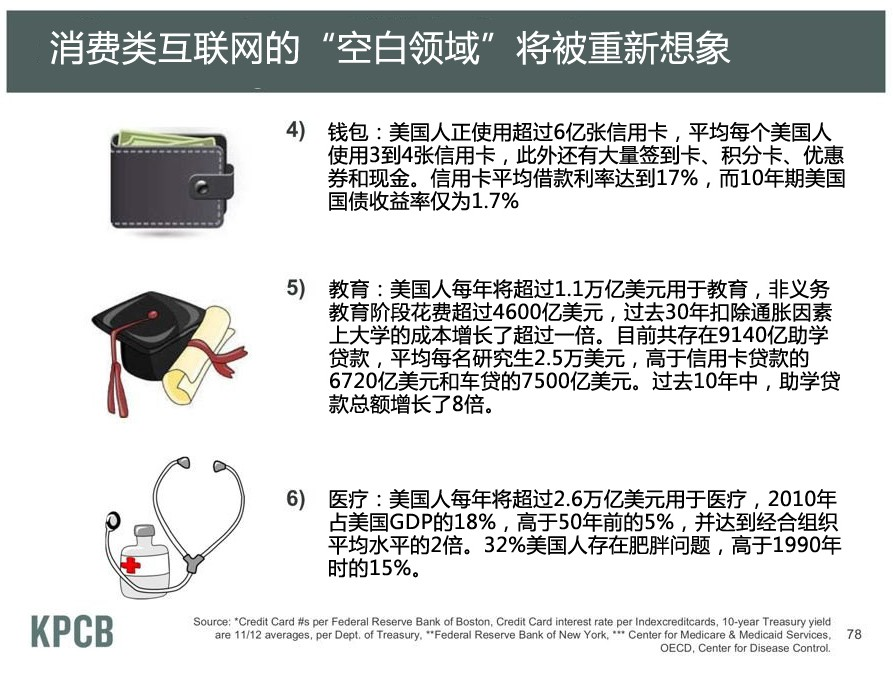 消费类互联网的“空白领域”将被重新想象
4) 钱包：美国人正使用超过6亿张信用卡，平均每个美国人
使用3到4张信用卡，此外还有大量签到卡、积分卡、优惠
券和现金。信用卡平均借款利率达到17%，而10年期美国
国债收益率仅为1.7%
5) 教育：美国人每年将超过1.1万亿美元用于教育，非义务
教育阶段花费超过4600亿美元，过去30年扣除通胀因素
上大学的成本增长了超过一倍。目前共存在9140亿助学
贷款，平均每名研究生2.5万美元，高于信用卡贷款的
6720亿美元和车贷的7500亿美元。过去10年中，助学贷
款总额增长了8倍。
6) 医疗：美国人每年将超过2.6万亿美元用于医疗，2010年
占美国GDP的18%，高于50年前的5%，并达到经合组织
平均水平的2倍。32%美国人存在肥胖问题，高于1990年
时的15%。
KPCB
Source: *Credit Card #s per Federal Reserve Bank of Boston, Credit Card interest rate per Indexcreditcards, 10-year Treasury yield
are 11/12 averages, per Dept. of Treasury, **Federal Reserve Bank of New York, *** Center for Medicare & Medicaid Services,
OECD, Center for Disease Control.
78